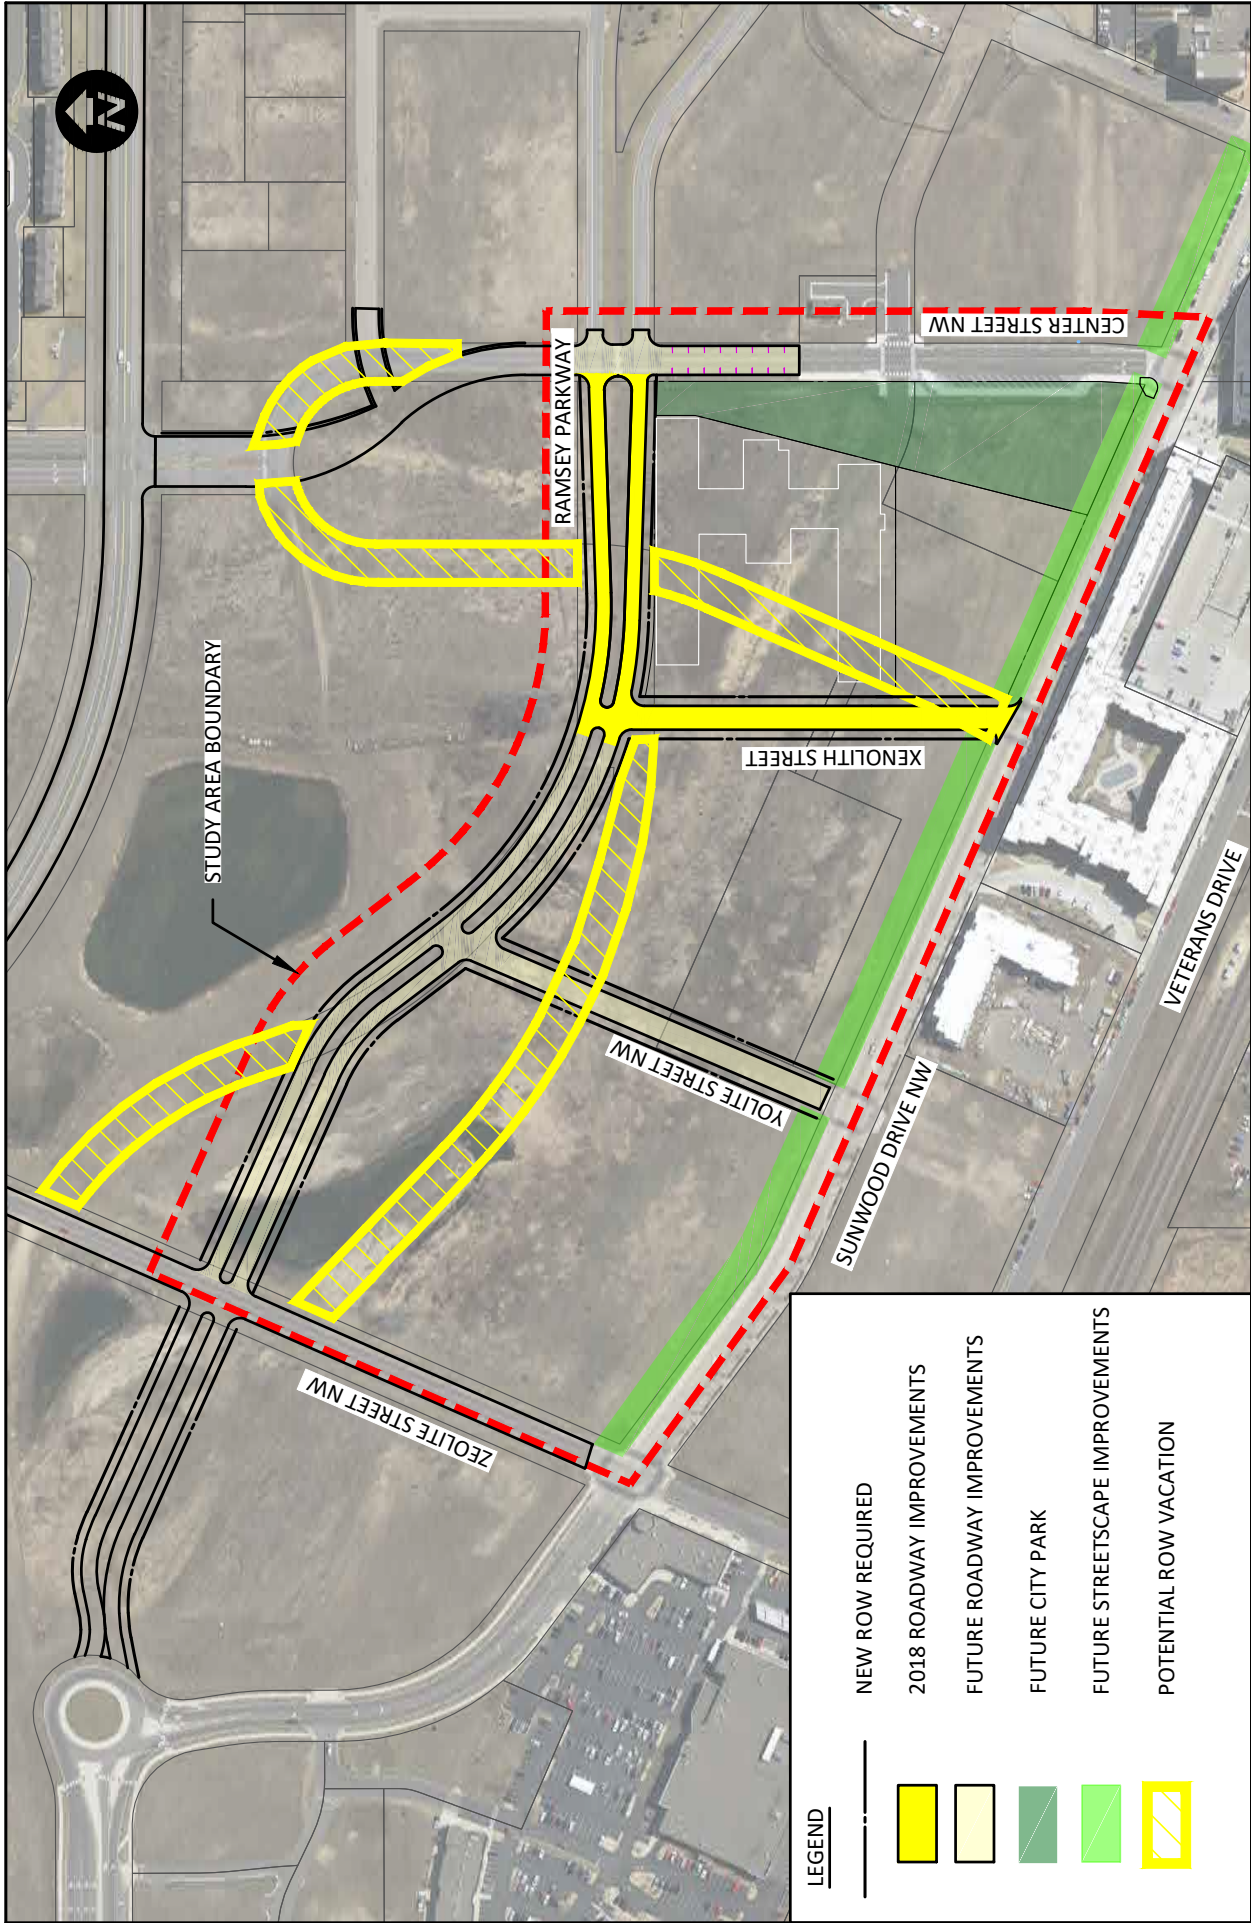 N
STUDY AREA BOUNDARY
RAMSEY PARKWAY
CENTER STREET NW
XENOLITH STREET
YOLITE STREET NW
ZEOLITE STREET NW
SUNWOOD DRIVE NW
VETERANS DRIVE
LEGEND
NEW ROW REQUIRED
2018 ROADWAY IMPROVEMENTS
FUTURE ROADWAY IMPROVEMENTS
FUTURE CITY PARK
FUTURE STREETSCAPE IMPROVEMENTS
POTENTIAL ROW VACATION